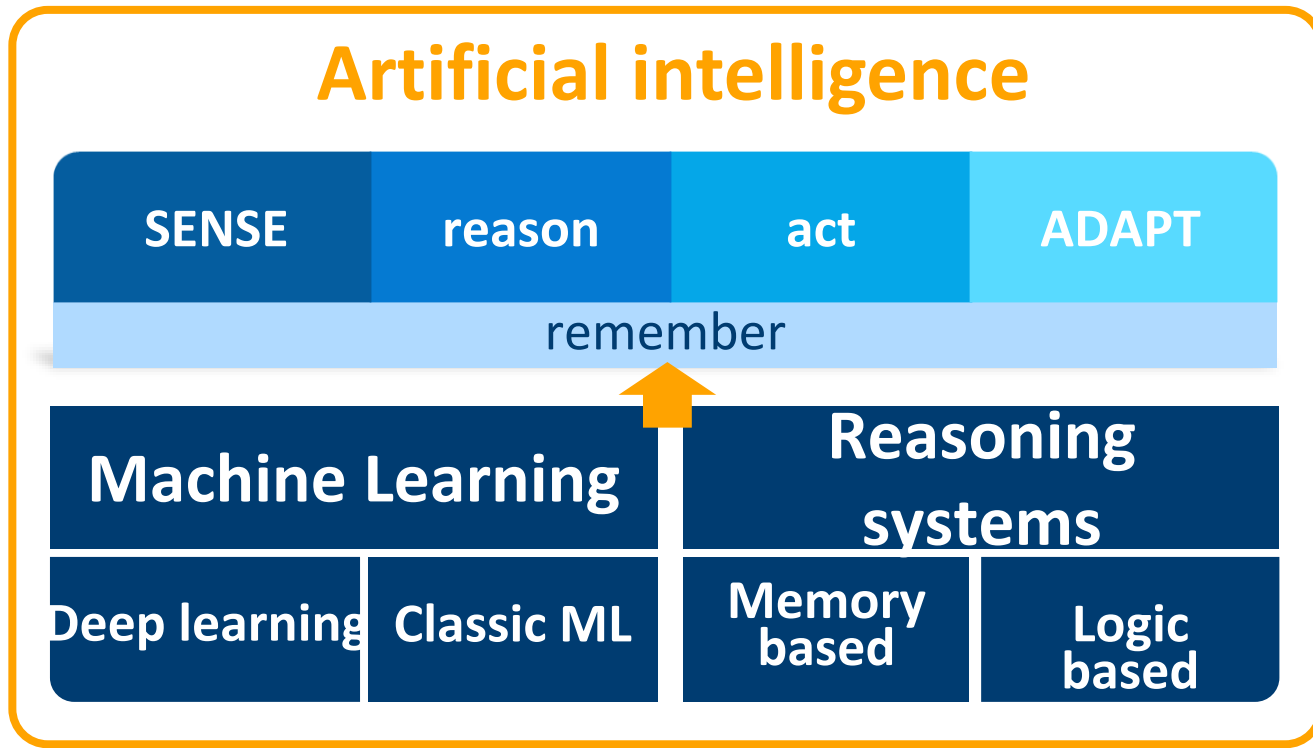 Artificial intelligence
SENSE
reason
act
ADAPT
remember
Machine Learning
Reasoning
systems
Deep learning
Classic ML
Memory
based
Logic
based